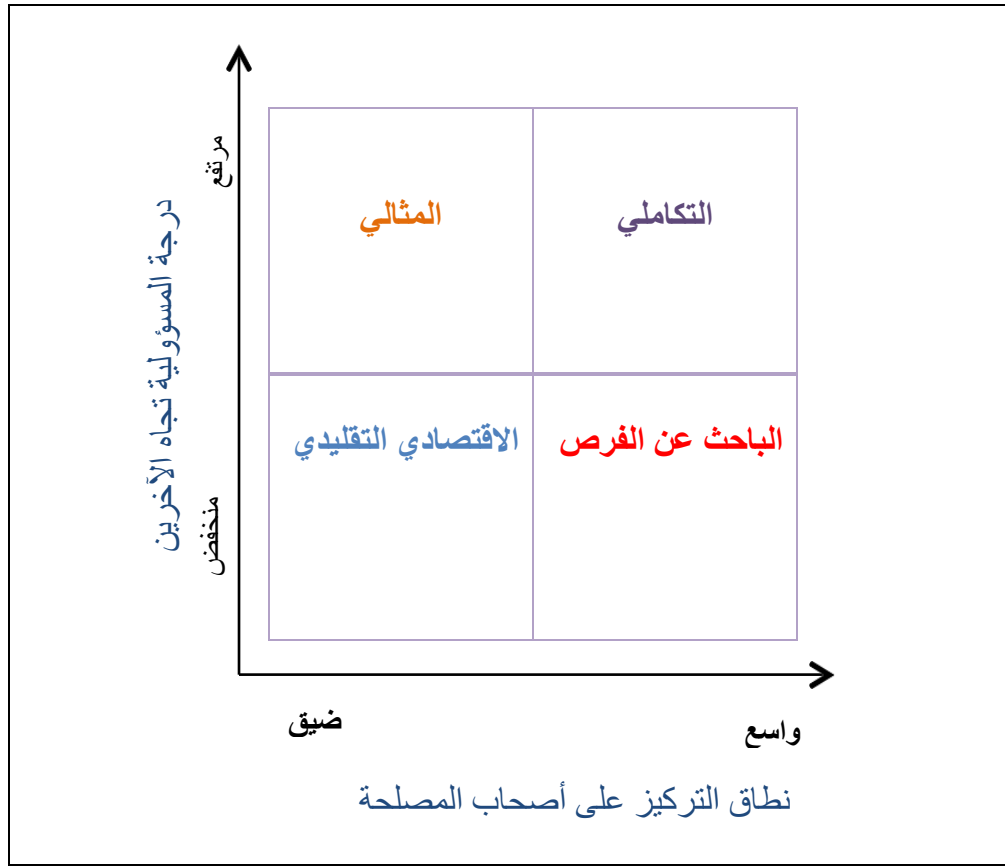 درجة المسؤولية تجاه الآخرين
مرتفع
منخفض
التكاملي
المثالي
الباحث عن الفرص
الاقتصادي التقليدي
واسع
ضيق
نطاق التركيز على أصحاب المصلحة